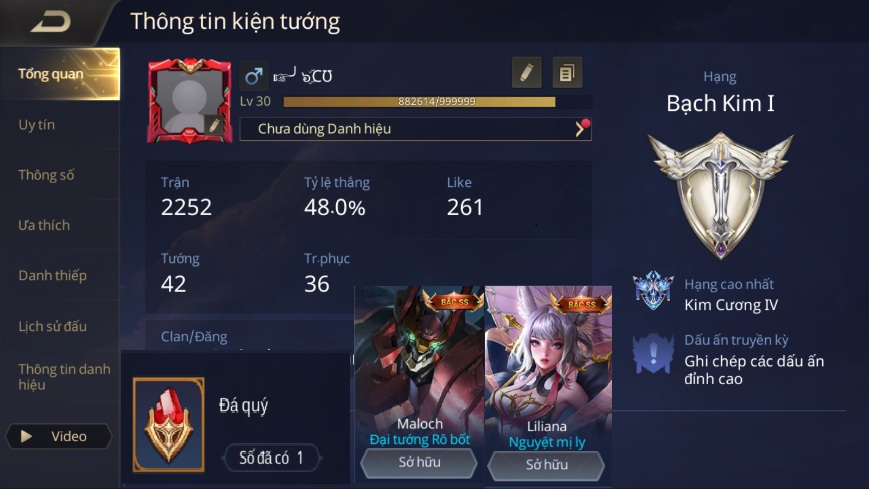 Thông tin kiện tướng
Tổng quan
Uy tín
Thông số
Ưa thích
Danh thiếp
Lịch sử đấu
Thông tin danh
hiệu
Video
Lv 30
882614/999999
Chưa dùng Danh hiệu
Trận
Tỷ lệ thắng
Like
2252
48.0%
261
Tướng
Tr.phục
42
36
Clan/Đăng
Đá quý
Số đã có 1
BẬC SS
Maloch
Đại tướng Rô bốt
Sở hữu
BẬC SS
Liliana
Nguyệt mị ly
Sở hữu
Hạng
Bạch Kim I
Hạng cao nhất
Kim Cương IV
Dấu ấn truyền kỳ
Ghi chép các dấu ấn
đỉnh cao